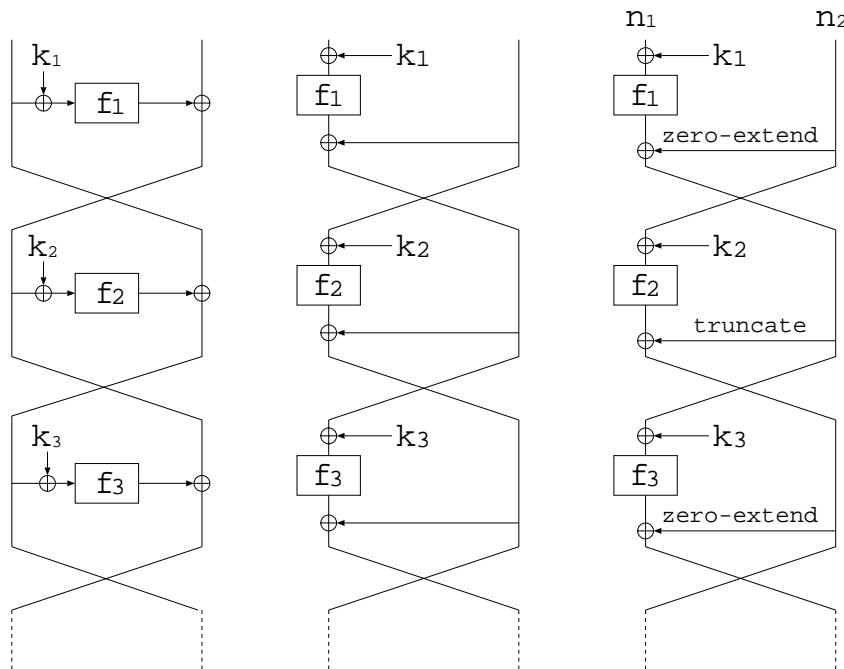 n₁ n₂
k₁ k₁ k₁
f₁ f₁ f₁
zero-extend
k₂ k₂ k₂
f₂ f₂ f₂
truncate
k₃ k₃ k₃
f₃ f₃ f₃
zero-extend